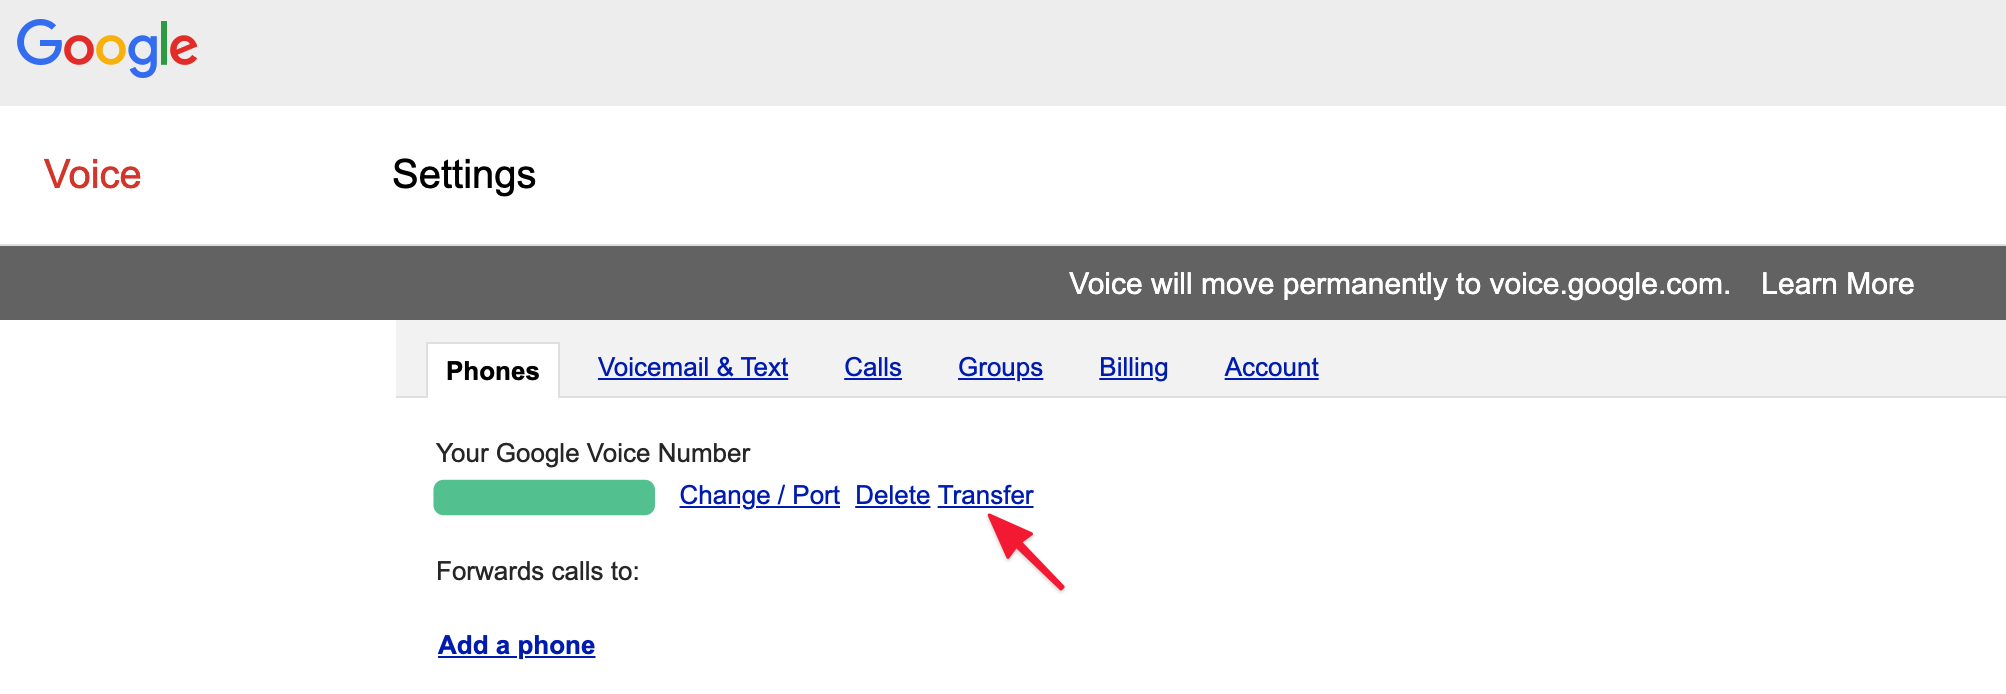 Google
Voice Settings
Voice will move permanently to voice.google.com. Learn More
Phones Voicemail & Text Calls Groups Billing Account
Your Google Voice Number
Change / Port Delete Transfer
Forwards calls to:
Add a phone